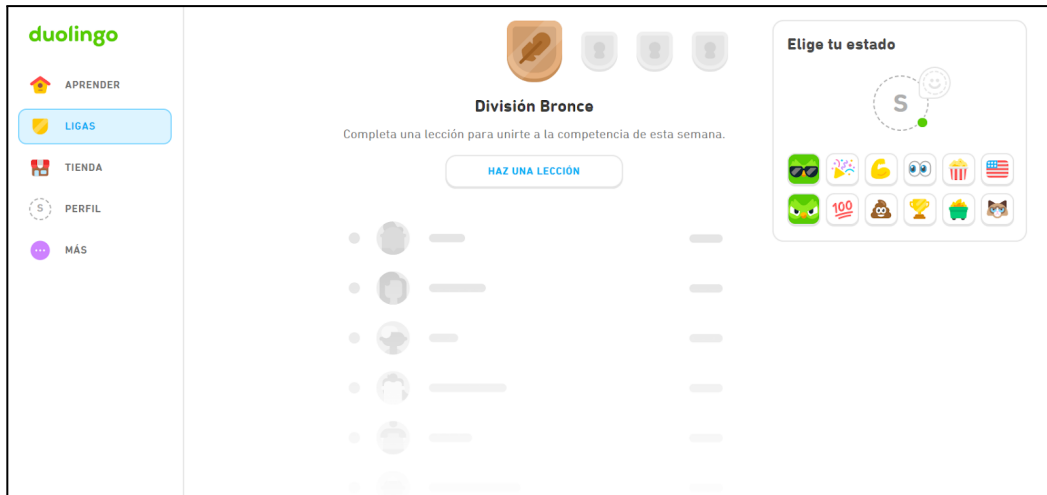 duolingo
APRENDER
LIGAS
TIENDA
S PERFIL
MÁS
División Bronce
Completa una lección para unirte a la competencia de esta semana.
HAZ UNA LECCIÓN
Elige tu estado
S
100